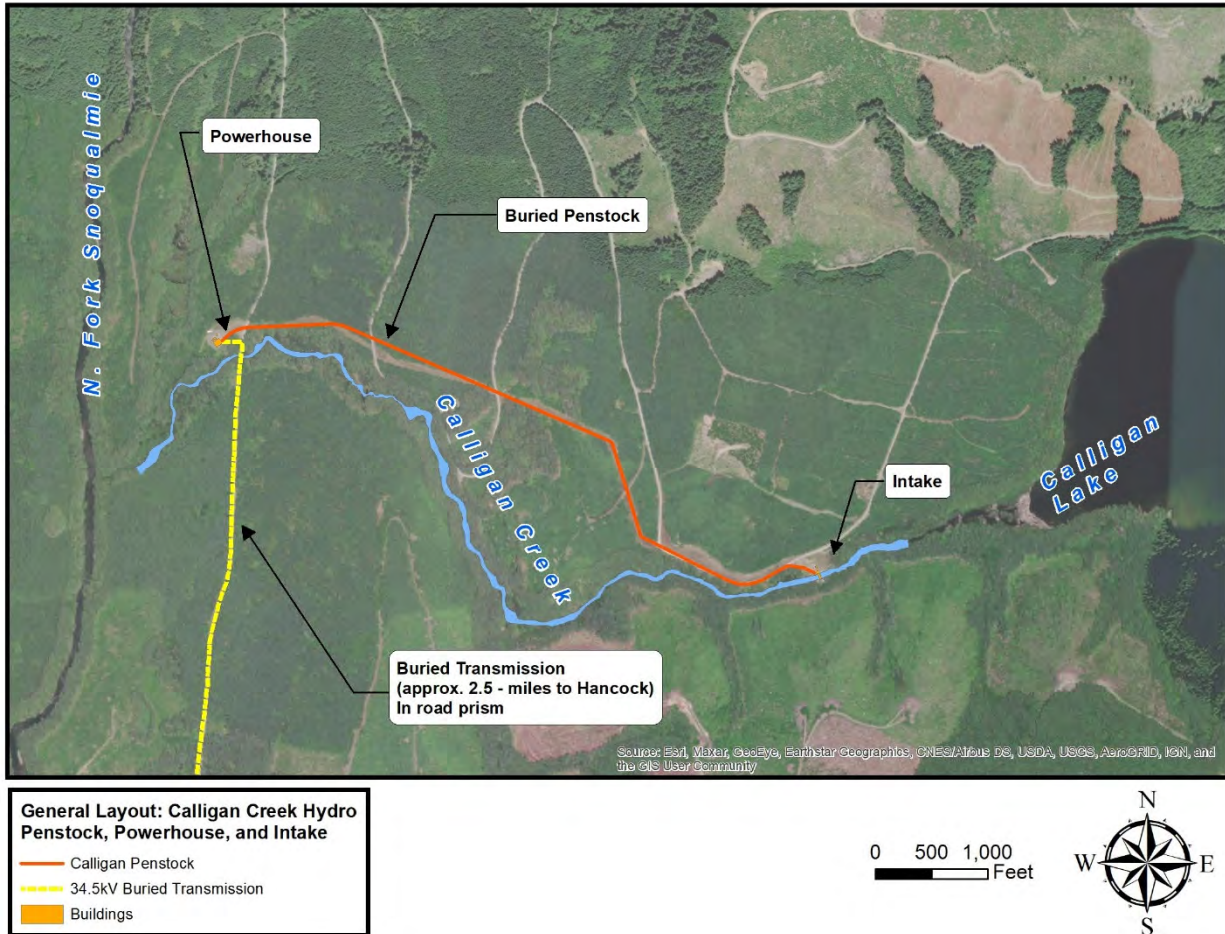 N. Fork Snoqualmie
Powerhouse
Buried Penstock
Calligan Creek
Calligan
Lake
Intake
Buried Transmission
(approx. 2.5 - miles to Hancock)
In road prism
Source: Esri, Maxar, GeoEye, Earthstar Geographics, CNES/Airbus DS, USDA, USGS, AeroGRID, IGN, and
the GIS User Community
General Layout: Calligan Creek Hydro
Penstock, Powerhouse, and Intake
Calligan Penstock
34.5kV Buried Transmission
Buildings
0 500 1,000
Feet
N
W E
S